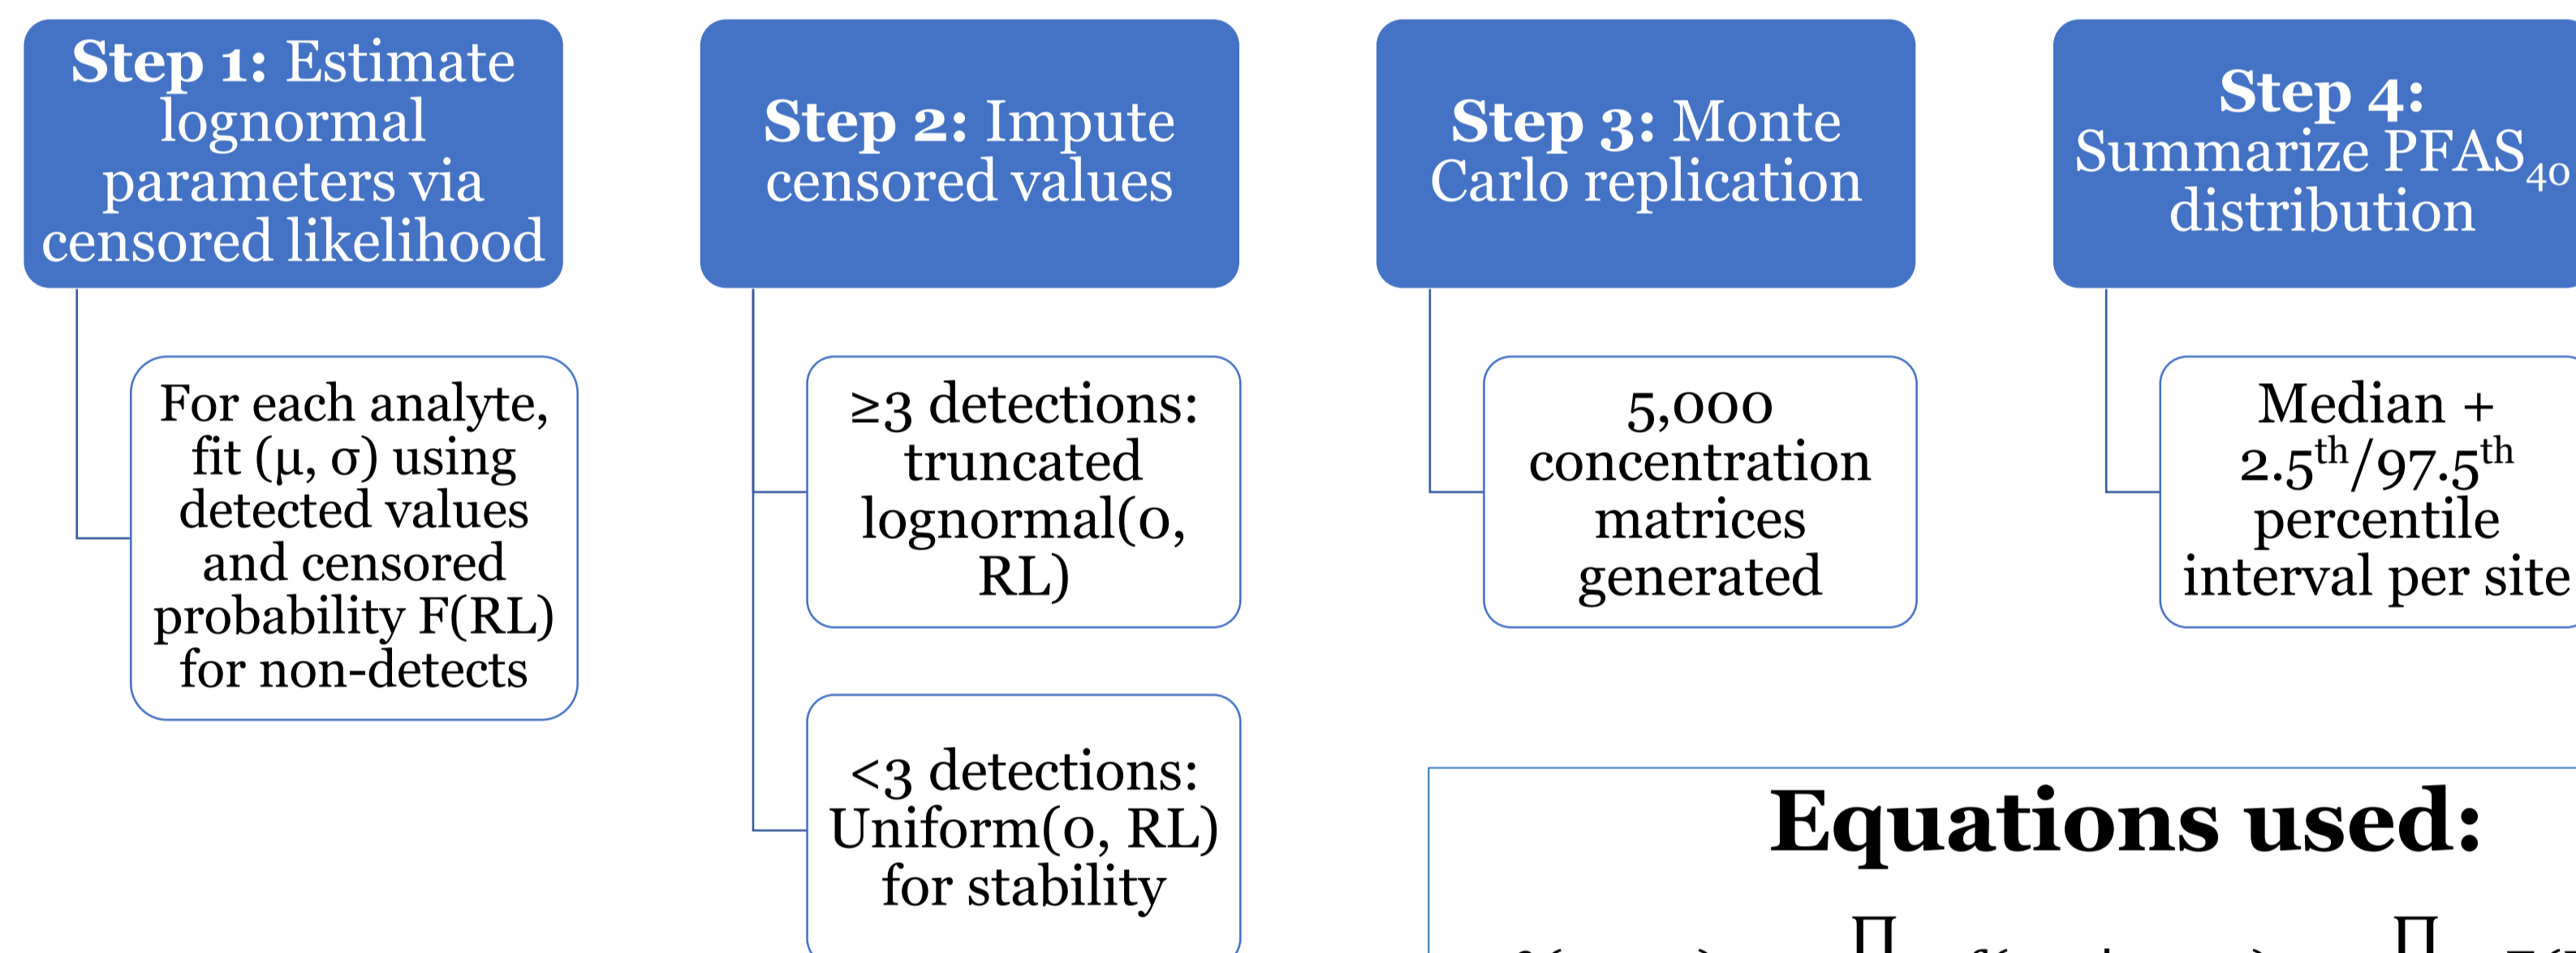 Step 1: Estimate
lognormal
parameters via
censored likelihood
For each analyte,
fit (μ, σ) using
detected values
and censored
probability F(RL)
for non-detects
Step 2: Impute
censored values
≥3 detections:
truncated
lognormal(0,
RL)
<3 detections:
Uniform(0, RL)
for stability
Step 3: Monte
Carlo replication
5,000
concentration
matrices
generated
Step 4:
Summarize PFAS₄₀
distribution
Median +
2.5ᵗʰ/97.5ᵗʰ
percentile
interval per site
Equations used: